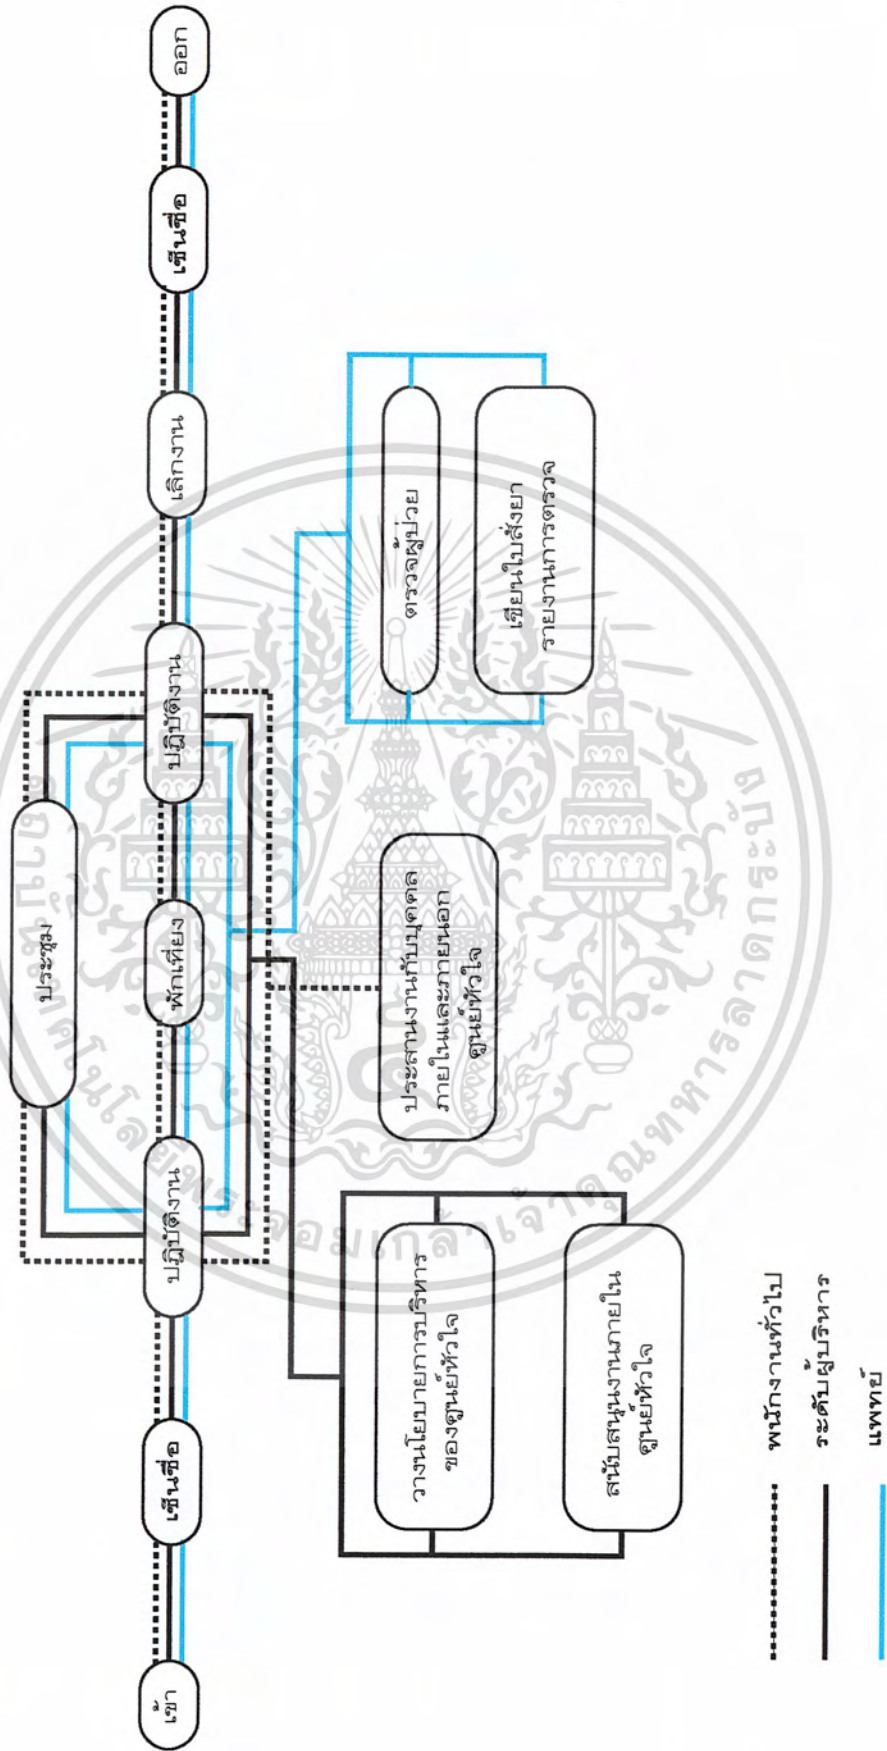 ประชุม
เข้า
เซ็นชื่อ
ปฏิบัติงาน
พักเที่ยง
ปฏิบัติงาน
เลิกงาน
เซ็นชื่อ
ออก
วางนโยบายการบริหาร
ของศูนย์หัวใจ
สนับสนุนงานภายใน
ศูนย์หัวใจ
ประสานงานกับบุคคล
ภายในและภายนอก
ศูนย์หัวใจ
ตรวจผู้ป่วย
เขียนใบสั่งยา
รายงานการตรวจ
พนักงานทั่วไป
ระดับผู้บริหาร
แพทย์